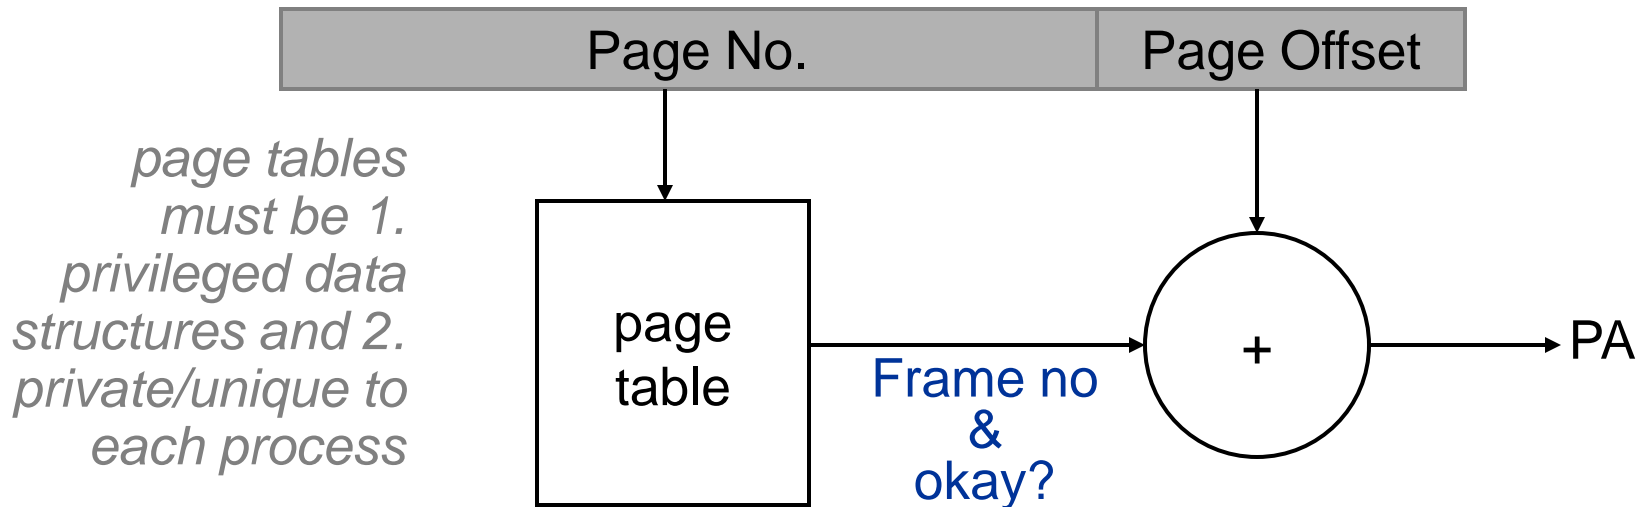 Page No.
Page Offset
page tables
must be 1.
privileged data
structures and 2.
private/unique to
each process
page
table
Frame no
&
okay?
+
PA